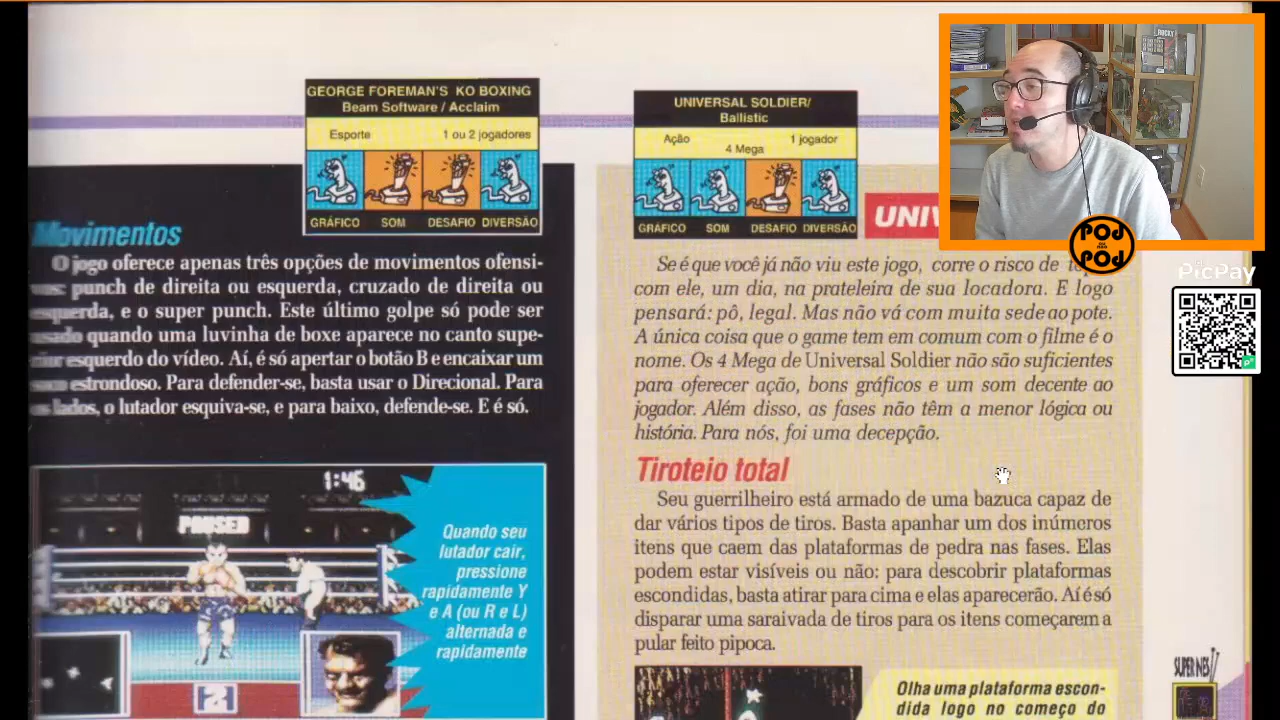 GEORGE FOREMAN'S KO BOXING
Beam Software / Acclaim
Esporte 1 ou 2 jogadores
GRÁFICO SOM DESAFIO DIVERSÃO
Movimentos
O jogo oferece apenas três opções de movimentos ofensi-
punch de direita ou esquerda, cruzado de direita ou
esquerda, e o super punch. Este último golpe só pode ser
usado quando uma luvinha de boxe aparece no canto supe-
rior esquerdo do vídeo. Aí, é só apertar o botão B e encaixar um
estrondoso. Para defender-se, basta usar o Direcional. Para
os lados, o lutador esquiva-se, e para baixo, defende-se. E é só.
1:46
PAUSED
Quando seu
lutador cair,
pressione
rapidamente Y
e A (ou R e L)
alternada e
rapidamente
2
UNIVERSAL SOLDIER/
Ballistic
Ação 1 jogador
4 Mega
GRÁFICO SOM DESAFIO DIVERSÃO
UNIV
Se é que você já não viu este jogo, corre o risco de
com ele, um dia, na prateleira de sua locadora. E logo
pensará: pô, legal. Mas não vá com muita sede ao pote.
A única coisa que o game tem em comum com o filme é o
nome. Os 4 Mega de Universal Soldier não são suficientes
para oferecer ação, bons gráficos e um som decente ao
jogador. Além disso, as fases não têm a menor lógica ou
história. Para nós, foi uma decepção.
Tiroteio total
Seu guerrilheiro está armado de uma bazuca capaz de
dar vários tipos de tiros. Basta apanhar um dos inúmeros
itens que caem das plataformas de pedra nas fases. Elas
podem estar visíveis ou não: para descobrir plataformas
escondidas, basta atirar para cima e elas aparecerão. Aí é só
disparar uma saraivada de tiros para os itens começarem a
pular feito pipoca.
Olha uma plataforma escon-
dida logo no começo do
SUPER NES
POD
POD
PicPay